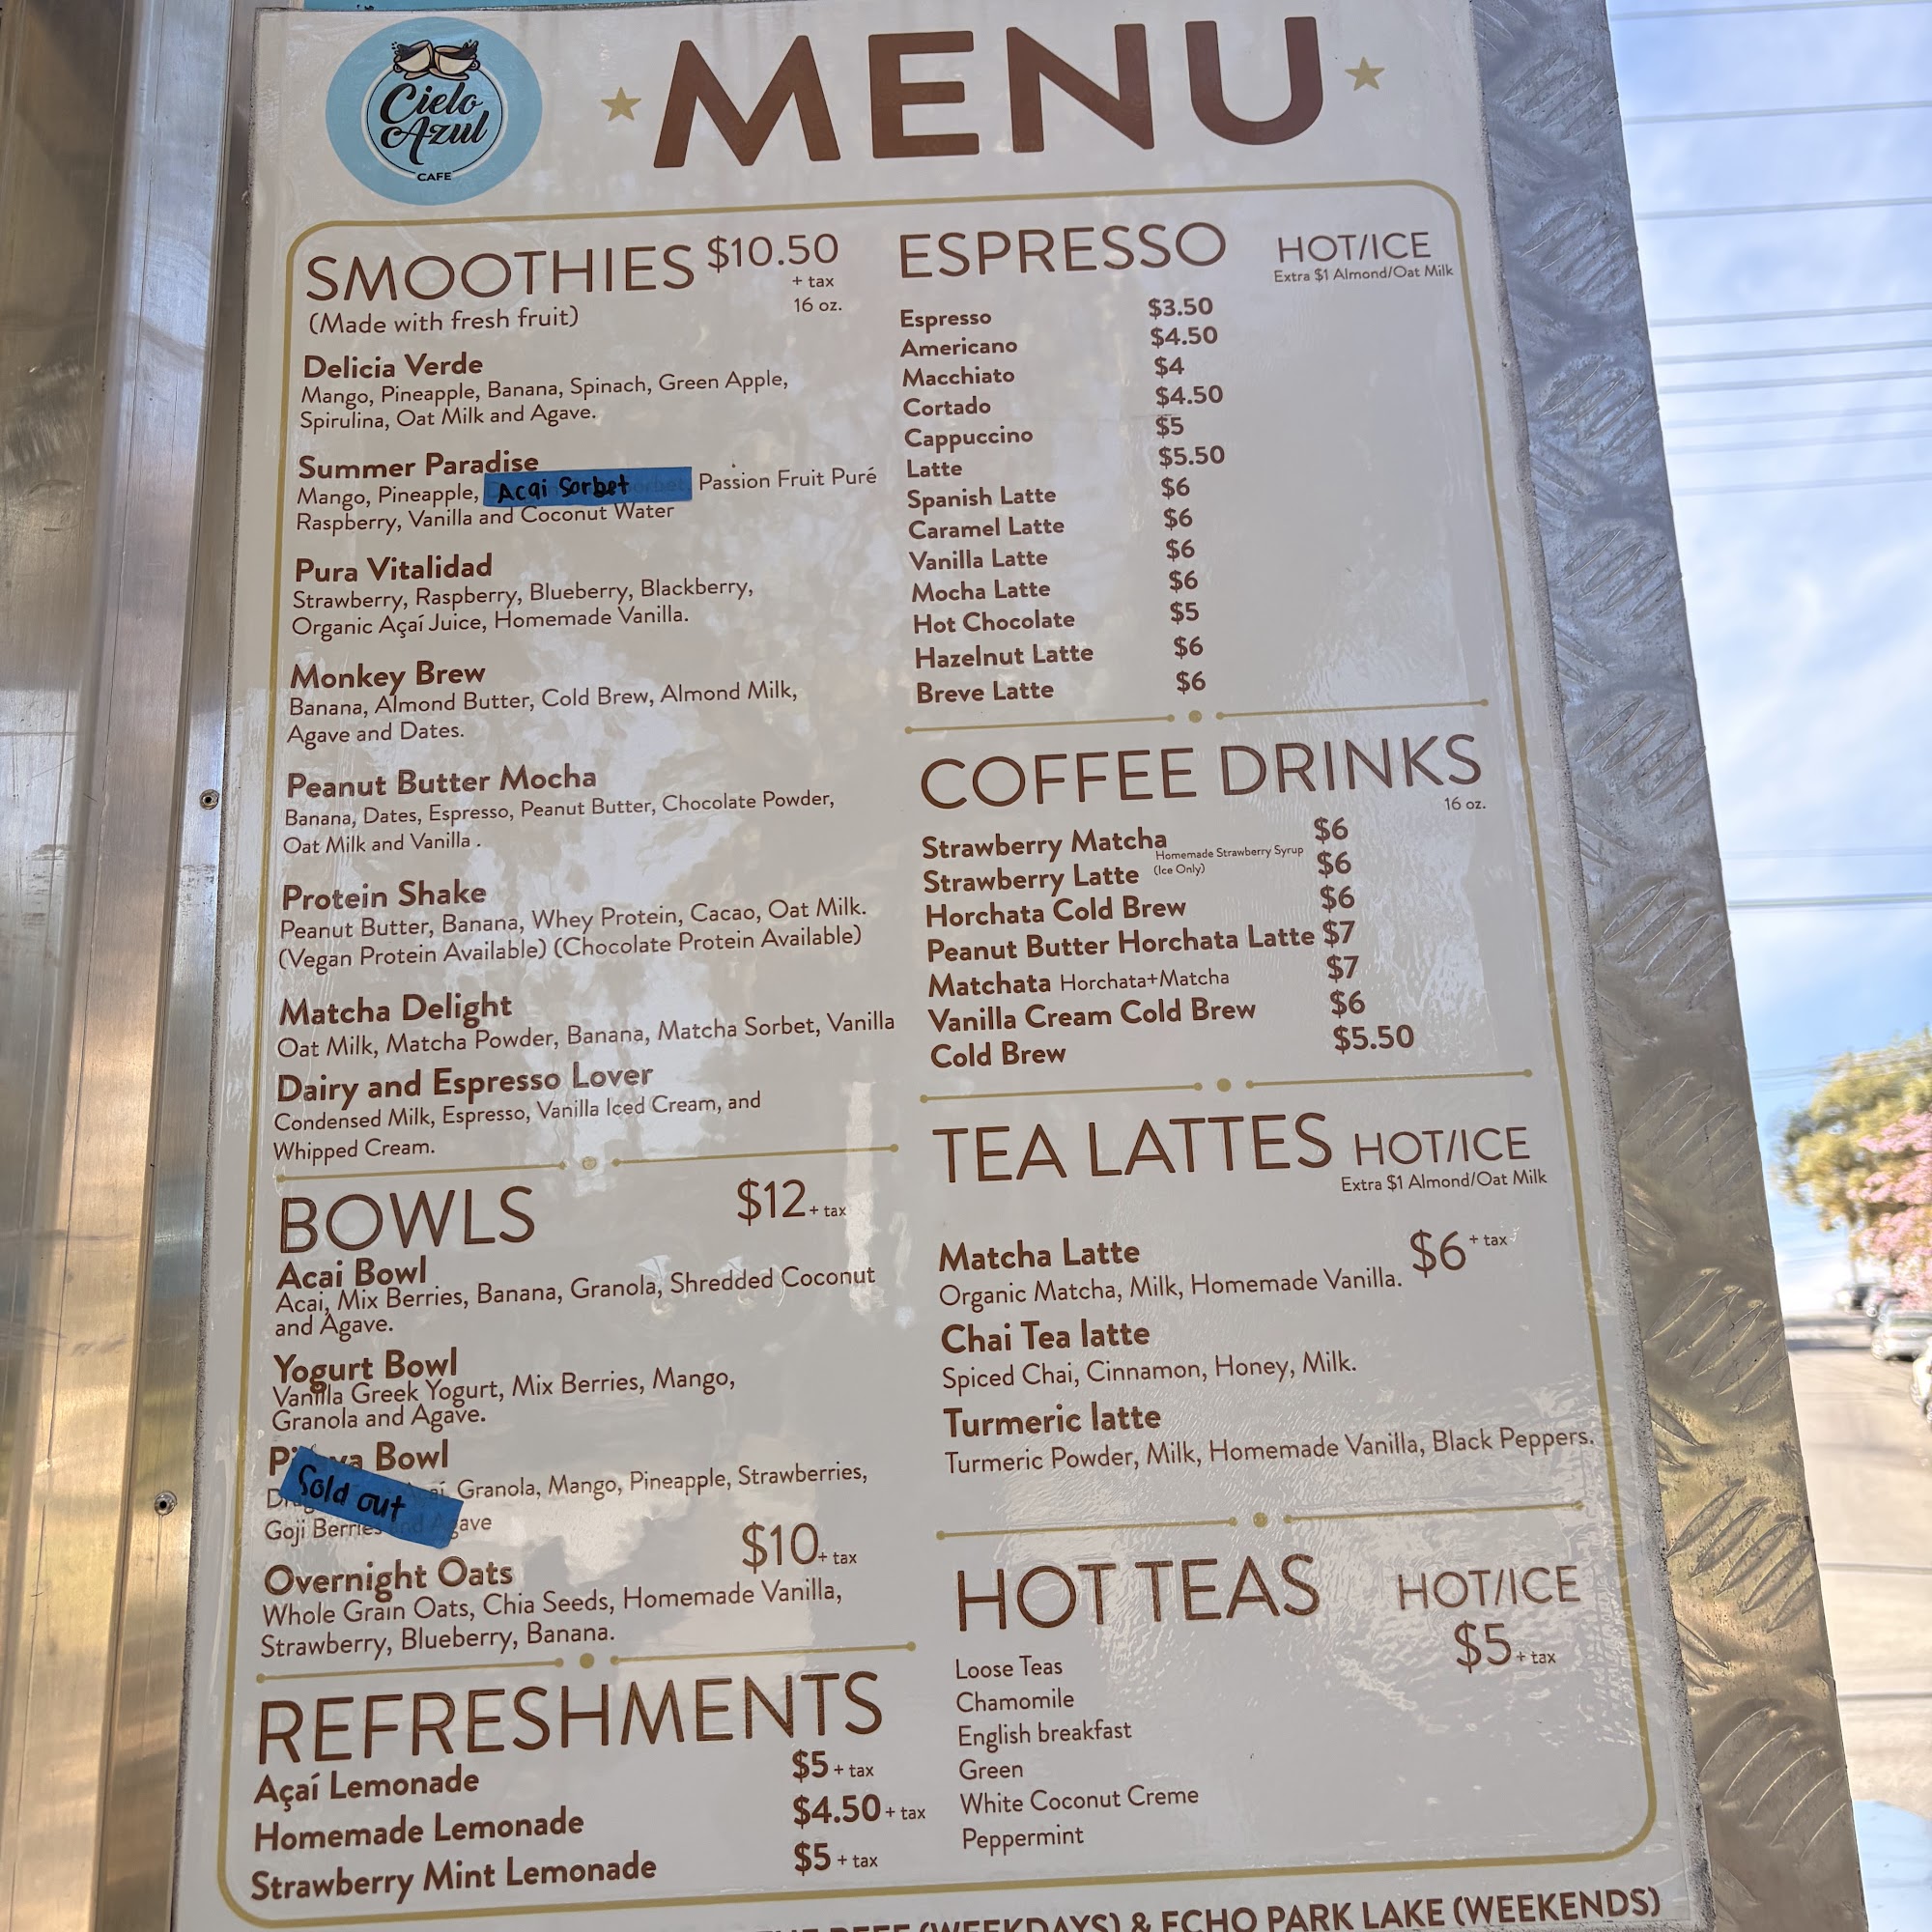 Cielo
Azul
CAFE
MENU
SMOOTHIES $10.50
+ tax
16 oz.
(Made with fresh fruit)
Delicia Verde
Mango, Pineapple, Banana, Spinach, Green Apple,
Spirulina, Oat Milk and Agave.
Summer Paradise
Mango, Pineapple, Acai Sorbet Passion Fruit Puré
Raspberry, Vanilla and Coconut Water
Pura Vitalidad
Strawberry, Raspberry, Blueberry, Blackberry,
Organic Açaí Juice, Homemade Vanilla.
Monkey Brew
Banana, Almond Butter, Cold Brew, Almond Milk,
Agave and Dates.
Peanut Butter Mocha
Banana, Dates, Espresso, Peanut Butter, Chocolate Powder,
Oat Milk and Vanilla .
Protein Shake
Peanut Butter, Banana, Whey Protein, Cacao, Oat Milk.
(Vegan Protein Available) (Chocolate Protein Available)
Matcha Delight
Oat Milk, Matcha Powder, Banana, Matcha Sorbet, Vanilla
Dairy and Espresso Lover
Condensed Milk, Espresso, Vanilla Iced Cream, and
Whipped Cream.
BOWLS $12 + tax
Acai Bowl
Acai, Mix Berries, Banana, Granola, Shredded Coconut
and Agave.
Yogurt Bowl
Vanilla Greek Yogurt, Mix Berries, Mango,
Granola and Agave.
Bowl
Sold out
Granola, Mango, Pineapple, Strawberries,
Goji Berries and Agave
$10 + tax
Overnight Oats
Whole Grain Oats, Chia Seeds, Homemade Vanilla,
Strawberry, Blueberry, Banana.
REFRESHMENTS
Açaí Lemonade $5 + tax
Homemade Lemonade $4.50 + tax
Strawberry Mint Lemonade $5 + tax
ESPRESSO HOT/ICE
Extra $1 Almond/Oat Milk
Espresso $3.50
Americano $4.50
Macchiato $4
Cortado $4.50
Cappuccino $5
Latte $5.50
Spanish Latte $6
Caramel Latte $6
Vanilla Latte $6
Mocha Latte $6
Hot Chocolate $5
Hazelnut Latte $6
Breve Latte $6
COFFEE DRINKS
16 oz.
Strawberry Matcha $6
Homemade Strawberry Syrup
(Ice Only)
Strawberry Latte $6
Horchata Cold Brew $6
Peanut Butter Horchata Latte $7
Matchata Horchata+Matcha $7
Vanilla Cream Cold Brew $6
Cold Brew $5.50
TEA LATTES HOT/ICE
Extra $1 Almond/Oat Milk
Matcha Latte $6 + tax
Organic Matcha, Milk, Homemade Vanilla.
Chai Tea latte
Spiced Chai, Cinnamon, Honey, Milk.
Turmeric latte
Turmeric Powder, Milk, Homemade Vanilla, Black Peppers.
HOT TEAS HOT/ICE
$5 + tax
Loose Teas
Chamomile
English breakfast
Green
White Coconut Creme
Peppermint
(WEEKDAYS) & ECHO PARK LAKE (WEEKENDS)